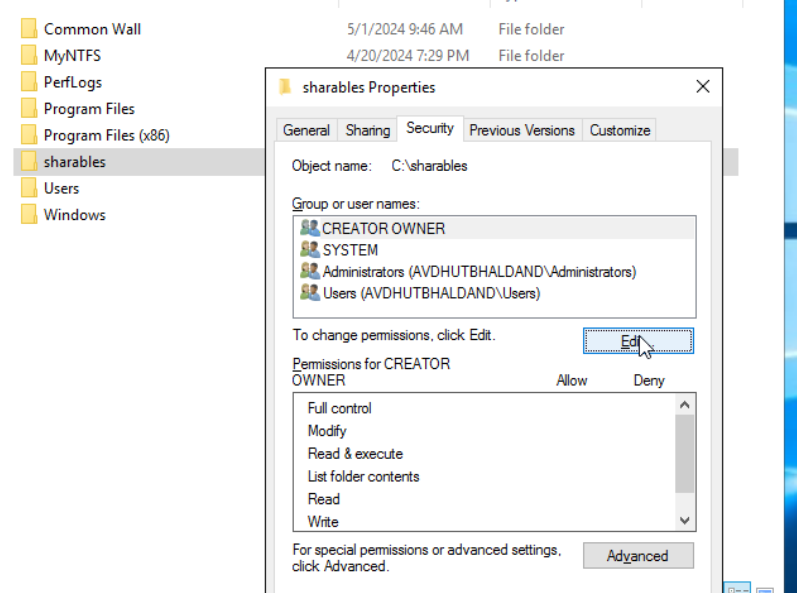 Common Wall 5/1/2024 9:46 AM File folder
MyNTFS 4/20/2024 7:29 PM File folder
PerfLogs
Program Files
Program Files (x86)
sharables
Users
Windows
sharables Properties
General Sharing Security Previous Versions Customize
Object name: C:\sharables
Group or user names:
CREATOR OWNER
SYSTEM
Administrators (AVDHUTBHALDAND\Administrators)
Users (AVDHUTBHALDAND\Users)
To change permissions, click Edit.
Permissions for CREATOR
OWNER Allow Deny
Full control
Modify
Read & execute
List folder contents
Read
Write
For special permissions or advanced settings,
click Advanced.
Advanced